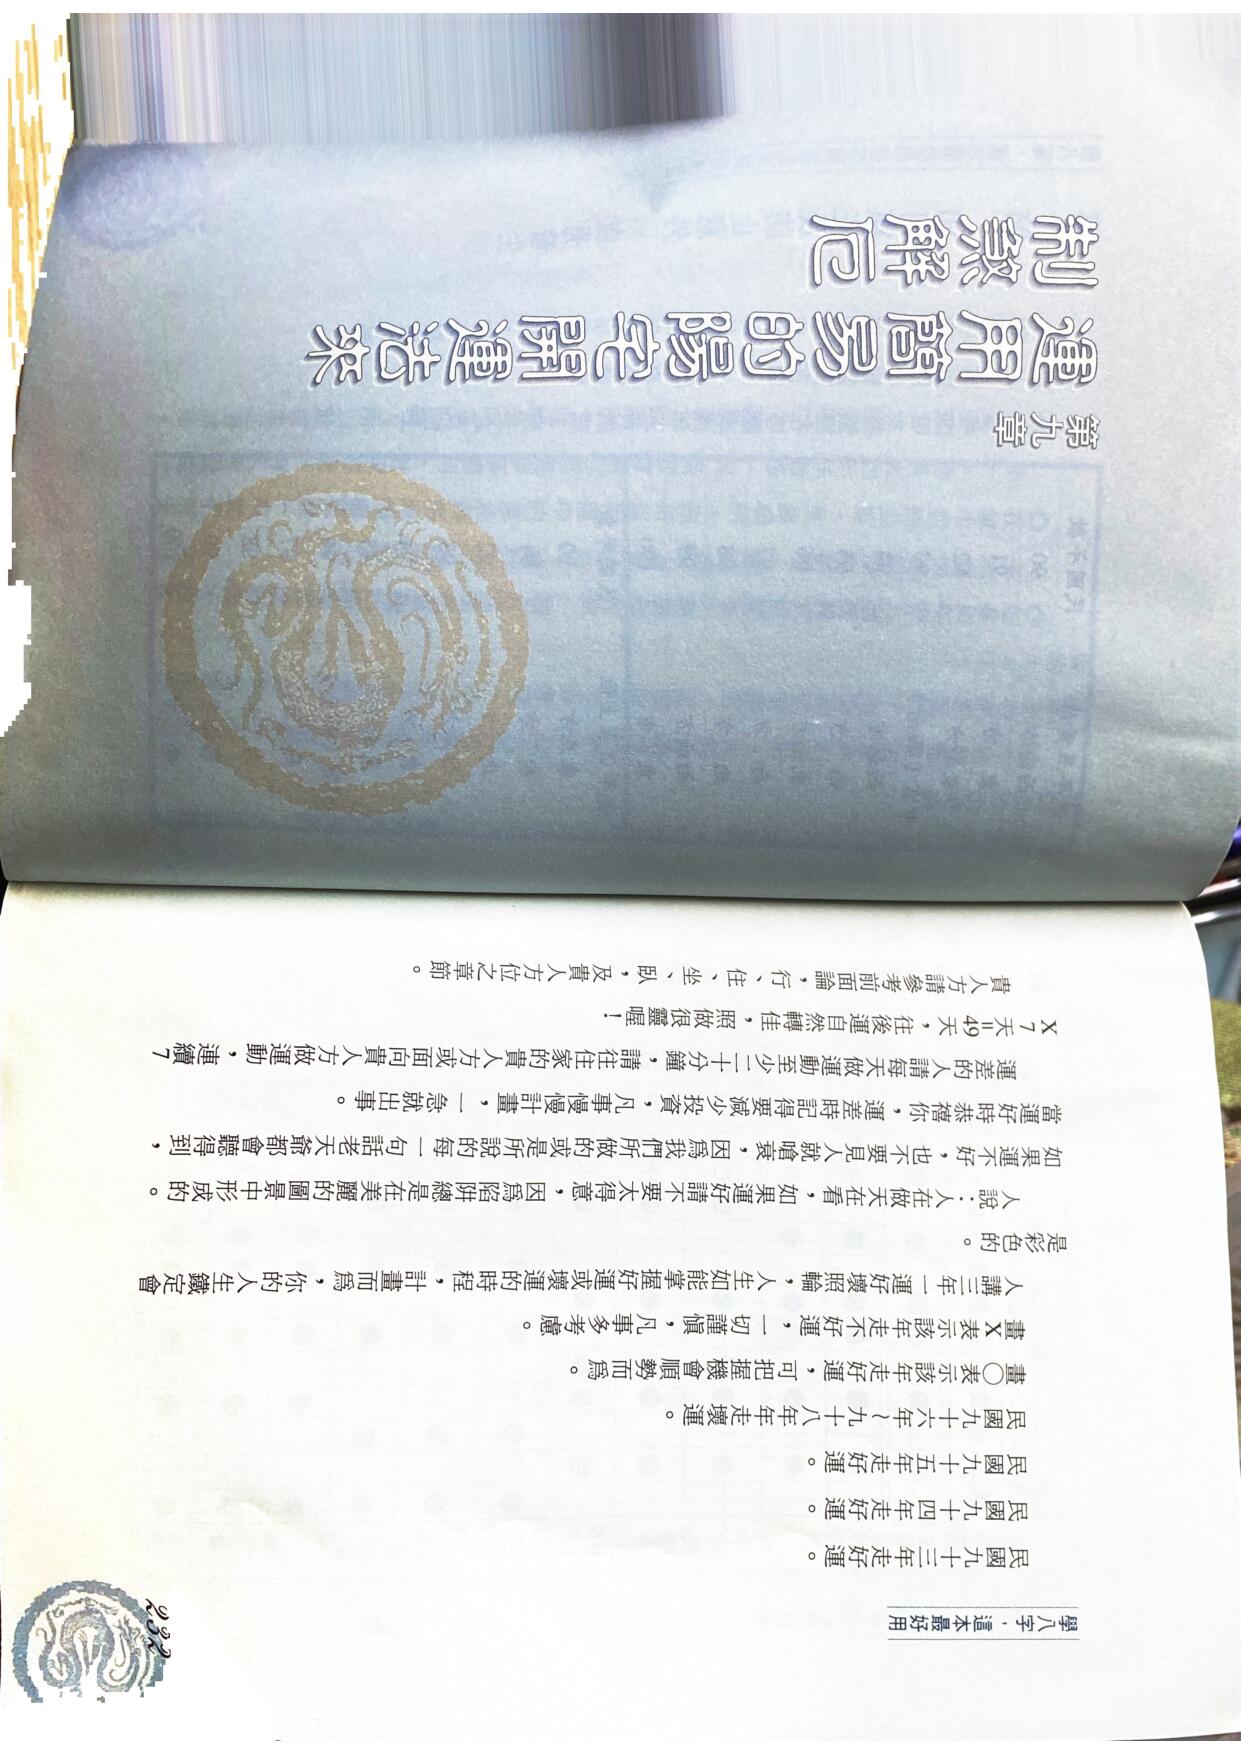 學八字，這本最好用
民國九十三年走好運。
民國九十四年走好運。
民國九十五年走好運。
民國九十六年~九十八年年走壞運。
畫〇表示該年走好運，可把握機會順勢而為。
畫X表示該年走不好運，一切謹慎，凡事多考慮。
人講三年一運好壞照輪，人生如能掌握好運或壞運的時程，計畫而為，你的人生鐵定會
是彩色的。
人說：人在做天在看，如果運好請不要太得意，因為陷阱總是在美麗的圖景中形成的。
如果運不好，也不要見人就嗆衰，因為我們所做的或是所說的每一句話老天爺都會聽得到，
當運好時恭禧你，運差時記得要減少投資，凡事慢慢計畫，一急就出事。
運差的人請每天做運動至少二十分鐘，請往住家的貴人方或面向貴人方做運動，連續7
X7天=49天，往後運自然轉佳，照做很靈喔！
貴人方請參考前面論，行、住、坐、臥，及貴人方位之章節。
232
第九章
運用簡易的陽宅開運法來
制煞解厄